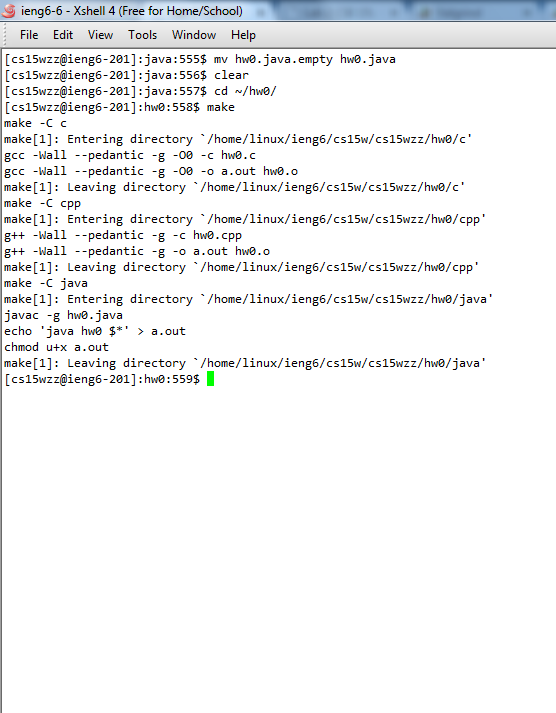 ieng6-6 - Xshell 4 (Free for Home/School)
File Edit View Tools Window Help
[cs15wzz@ieng6-201]:java:555$ mv hw0.java.empty hw0.java
[cs15wzz@ieng6-201]:java:556$ clear
[cs15wzz@ieng6-201]:java:557$ cd ~/hw0/
[cs15wzz@ieng6-201]:hw0:558$ make
make -C c
make[1]: Entering directory `/home/linux/ieng6/cs15w/cs15wzz/hw0/c'
gcc -Wall --pedantic -g -O0 -c hw0.c
gcc -Wall --pedantic -g -O0 -o a.out hw0.o
make[1]: Leaving directory `/home/linux/ieng6/cs15w/cs15wzz/hw0/c'
make -C cpp
make[1]: Entering directory `/home/linux/ieng6/cs15w/cs15wzz/hw0/cpp'
g++ -Wall --pedantic -g -c hw0.cpp
g++ -Wall --pedantic -g -o a.out hw0.o
make[1]: Leaving directory `/home/linux/ieng6/cs15w/cs15wzz/hw0/cpp'
make -C java
make[1]: Entering directory `/home/linux/ieng6/cs15w/cs15wzz/hw0/java'
javac -g hw0.java
echo 'java hw0 $*' > a.out
chmod u+x a.out
make[1]: Leaving directory `/home/linux/ieng6/cs15w/cs15wzz/hw0/java'
[cs15wzz@ieng6-201]:hw0:559$